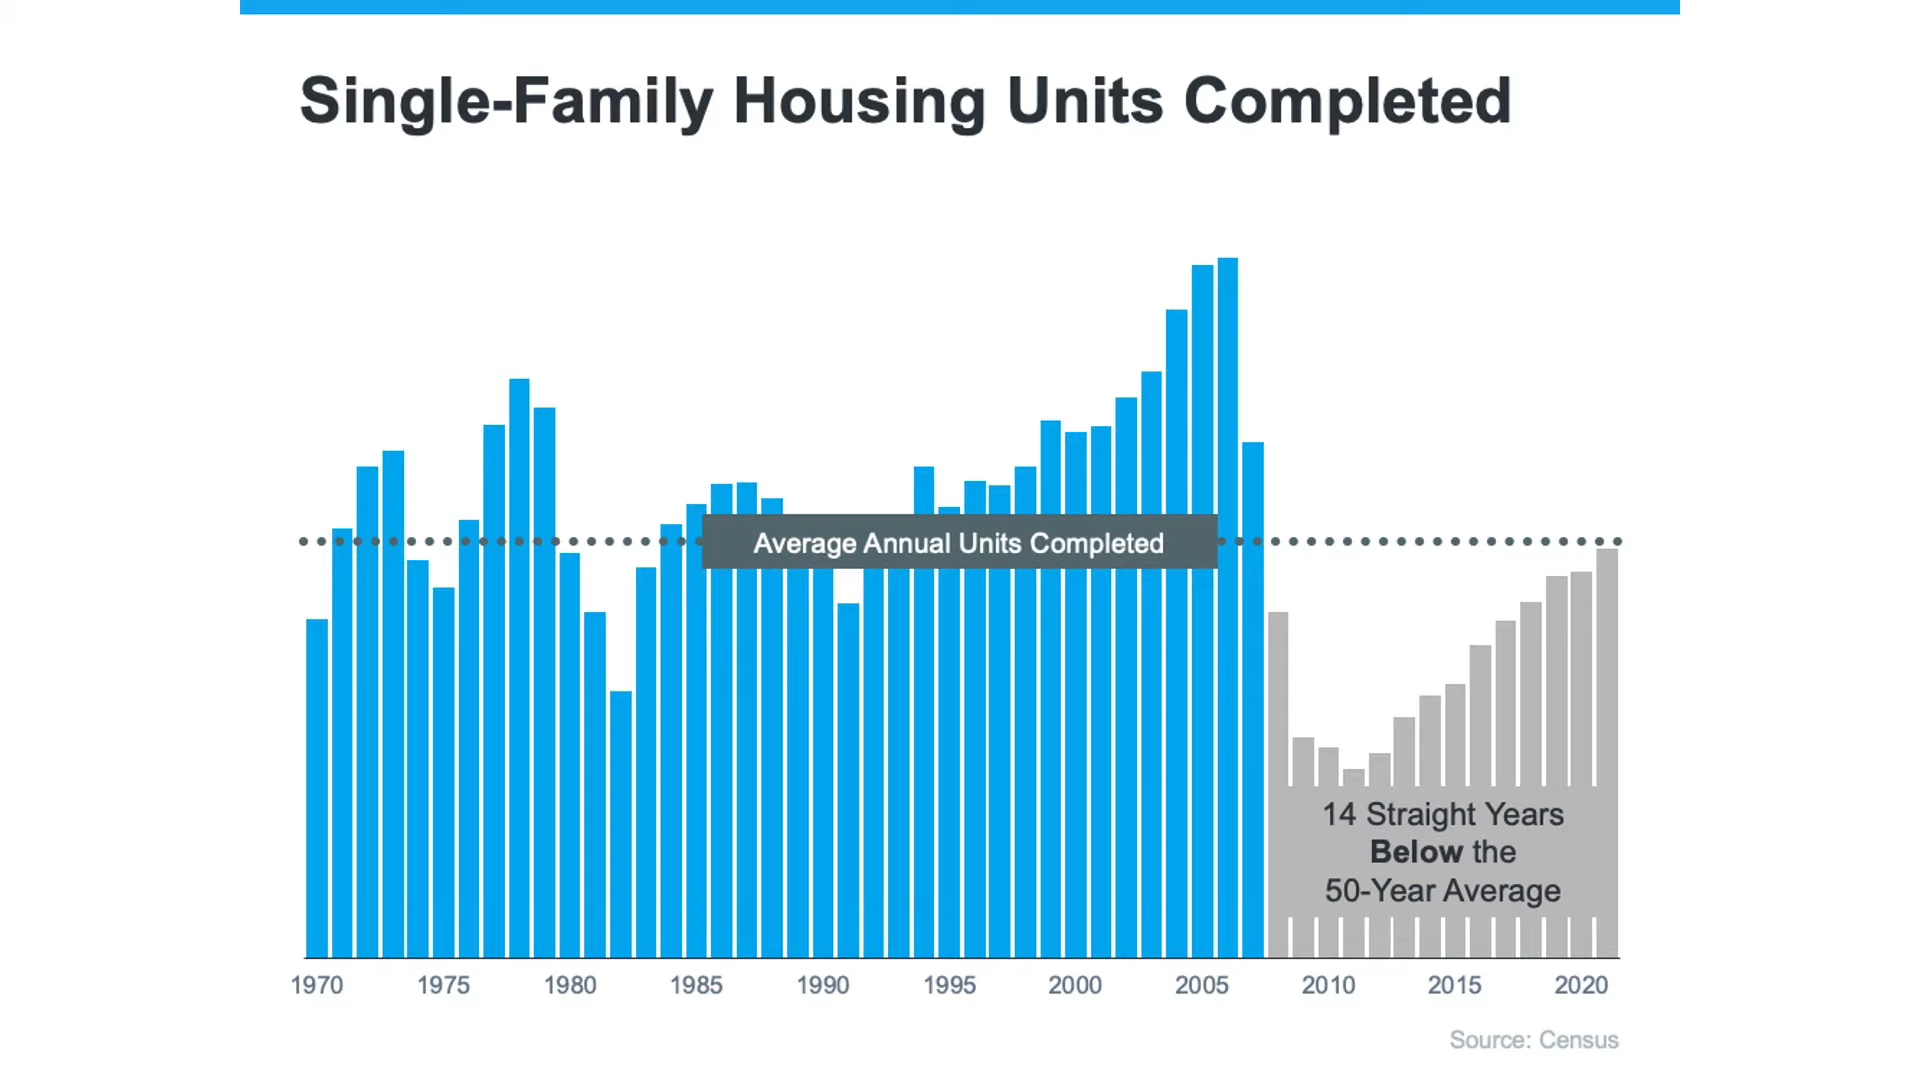 Single-Family Housing Units Completed
Average Annual Units Completed
14 Straight Years
Below the
50-Year Average
1970 1975 1980 1985 1990 1995 2000 2005 2010 2015 2020
Source: Census